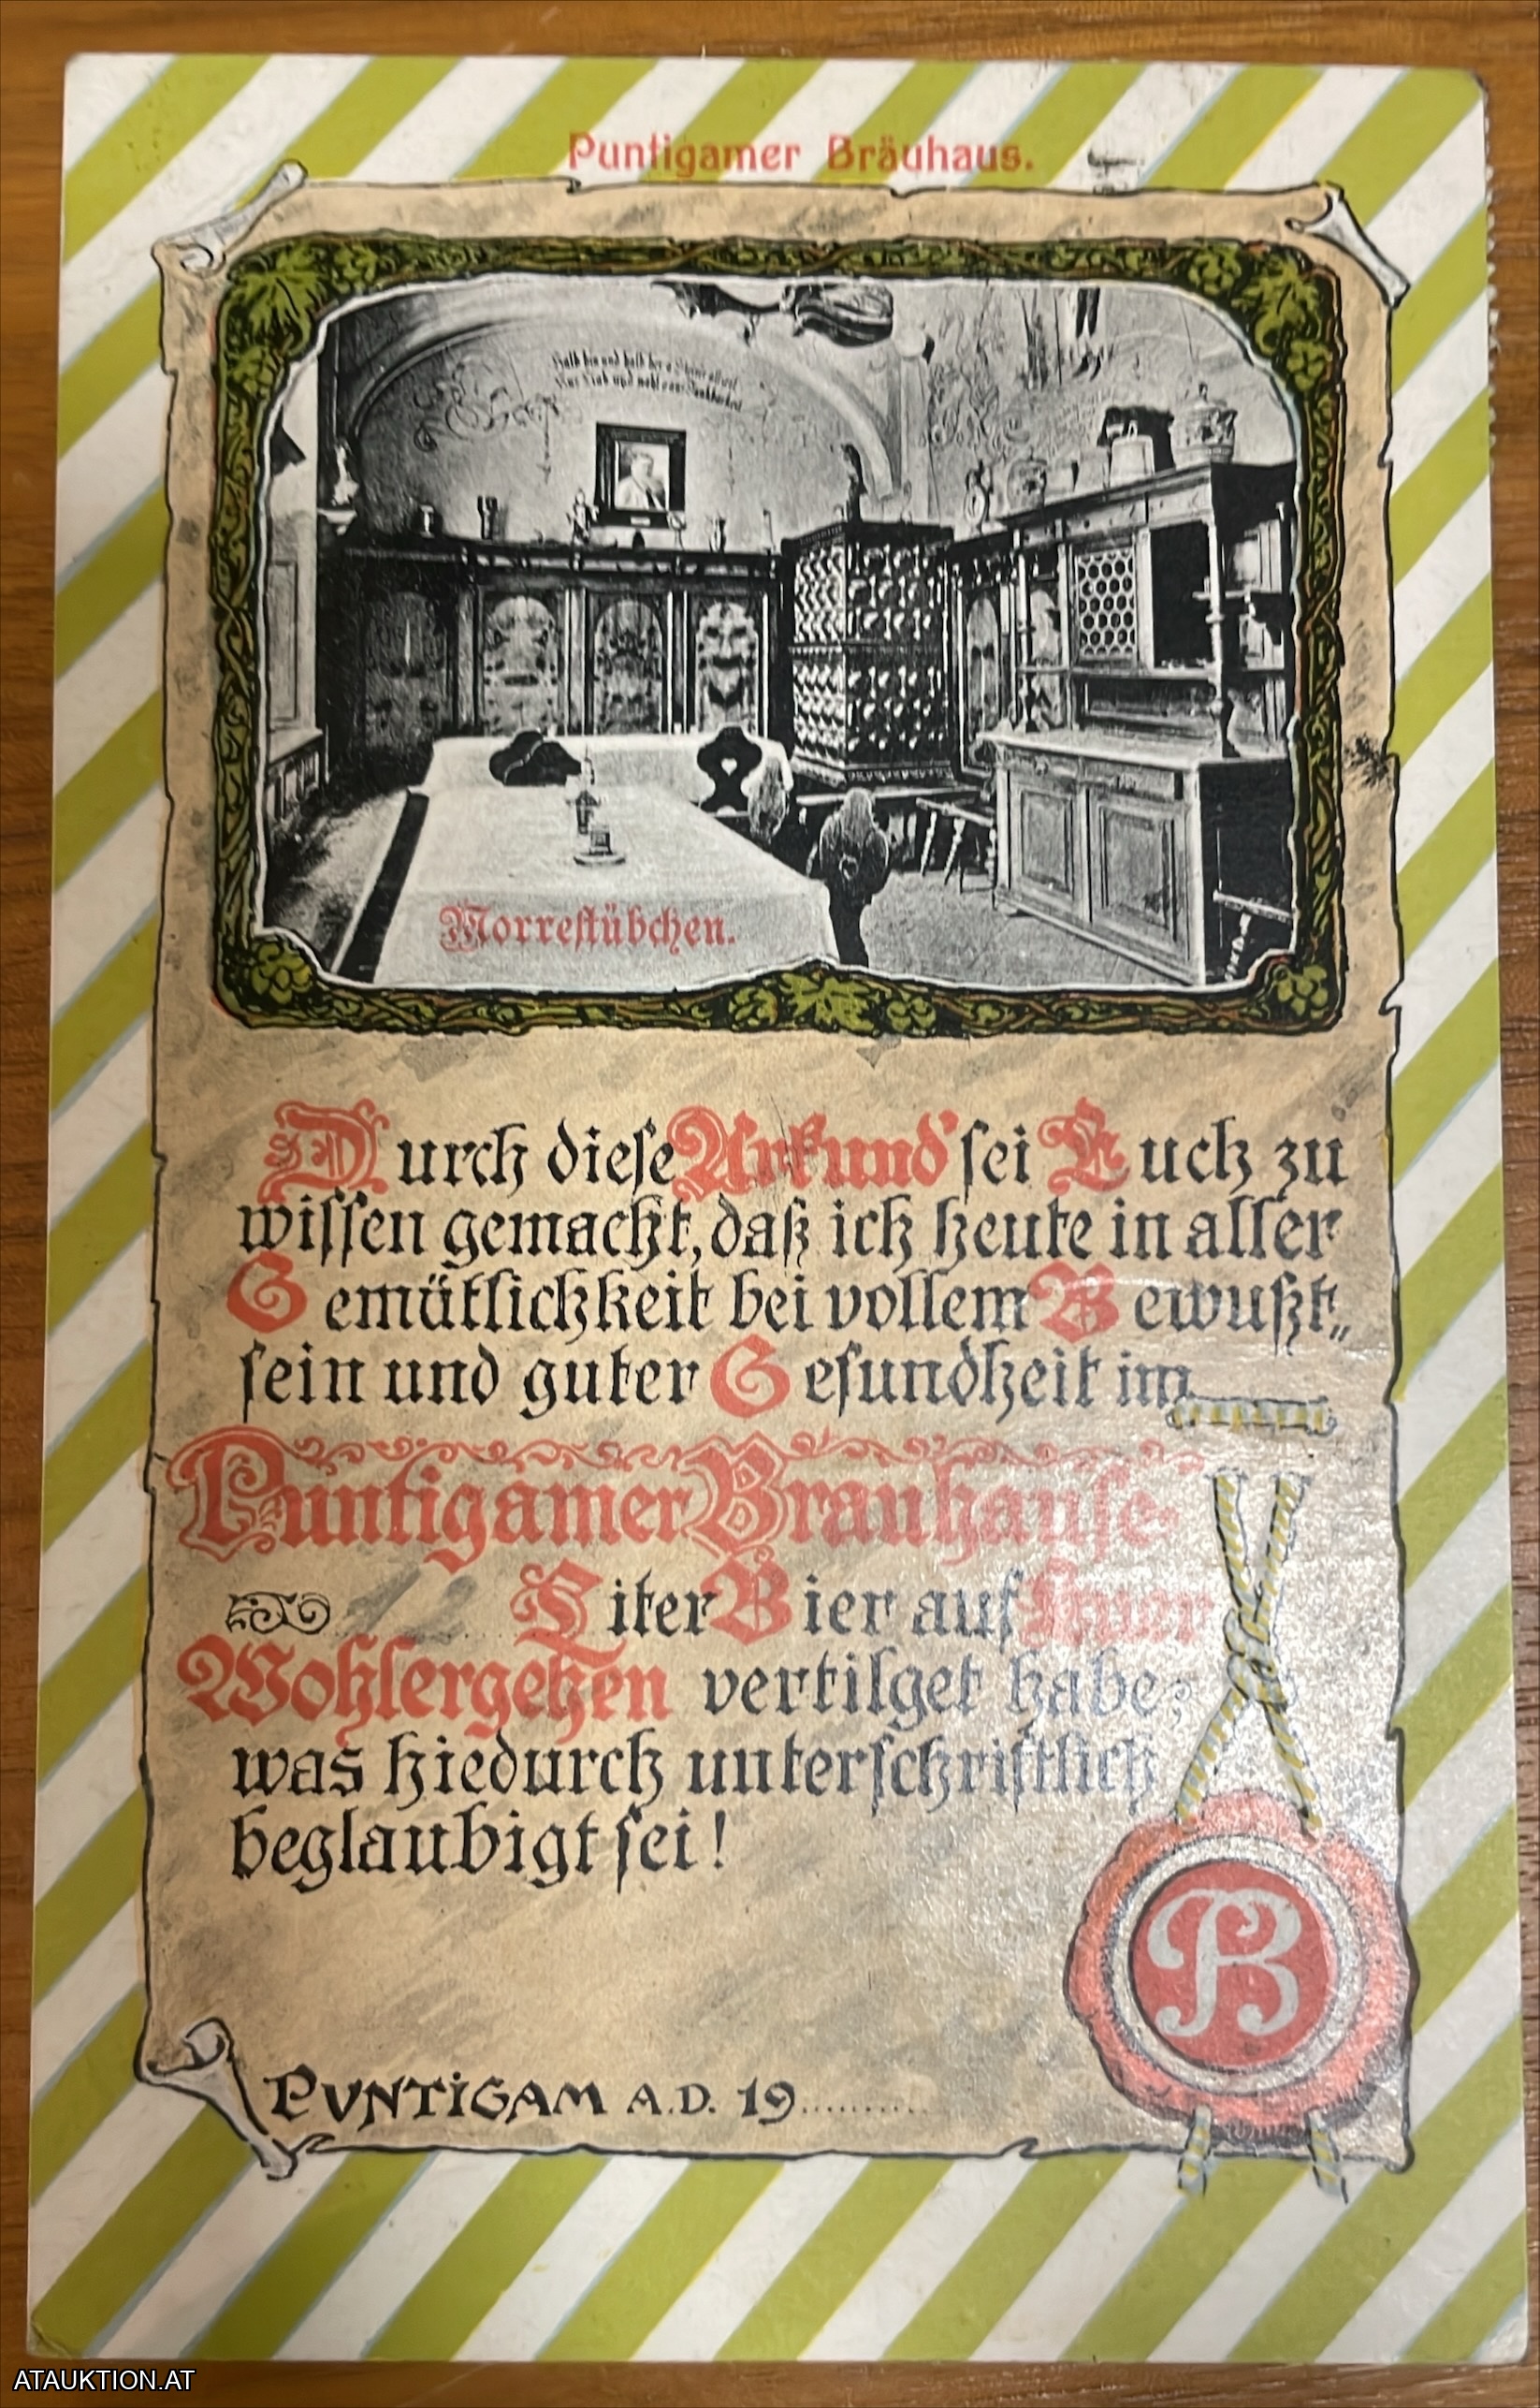 Puntigamer Bräuhaus.
Morrestübchen.
Durch diese Urkund' sei Euch zu
wissen gemacht, daß ich heute in aller
Gemütlichkeit bei vollem Bewußt„
sein und guter Gesundheit im
Puntigamer Bräuhause
12 Liter Bier auf Euer
Wohlergehen vertilget habe,
was hiedurch unterschriftlich
beglaubigt sei!
B
PUNTiGAM A.D. 19..........
ATAUKTION.AT